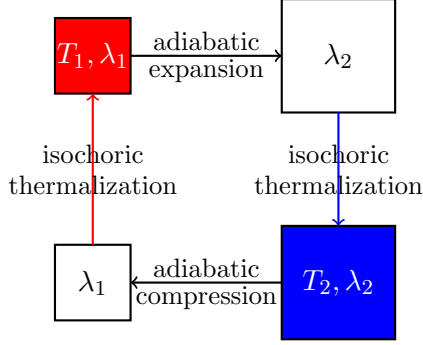 T₁, λ₁
adiabatic
expansion
λ₂
isochoric
thermalization
isochoric
thermalization
λ₁
adiabatic
compression
T₂, λ₂